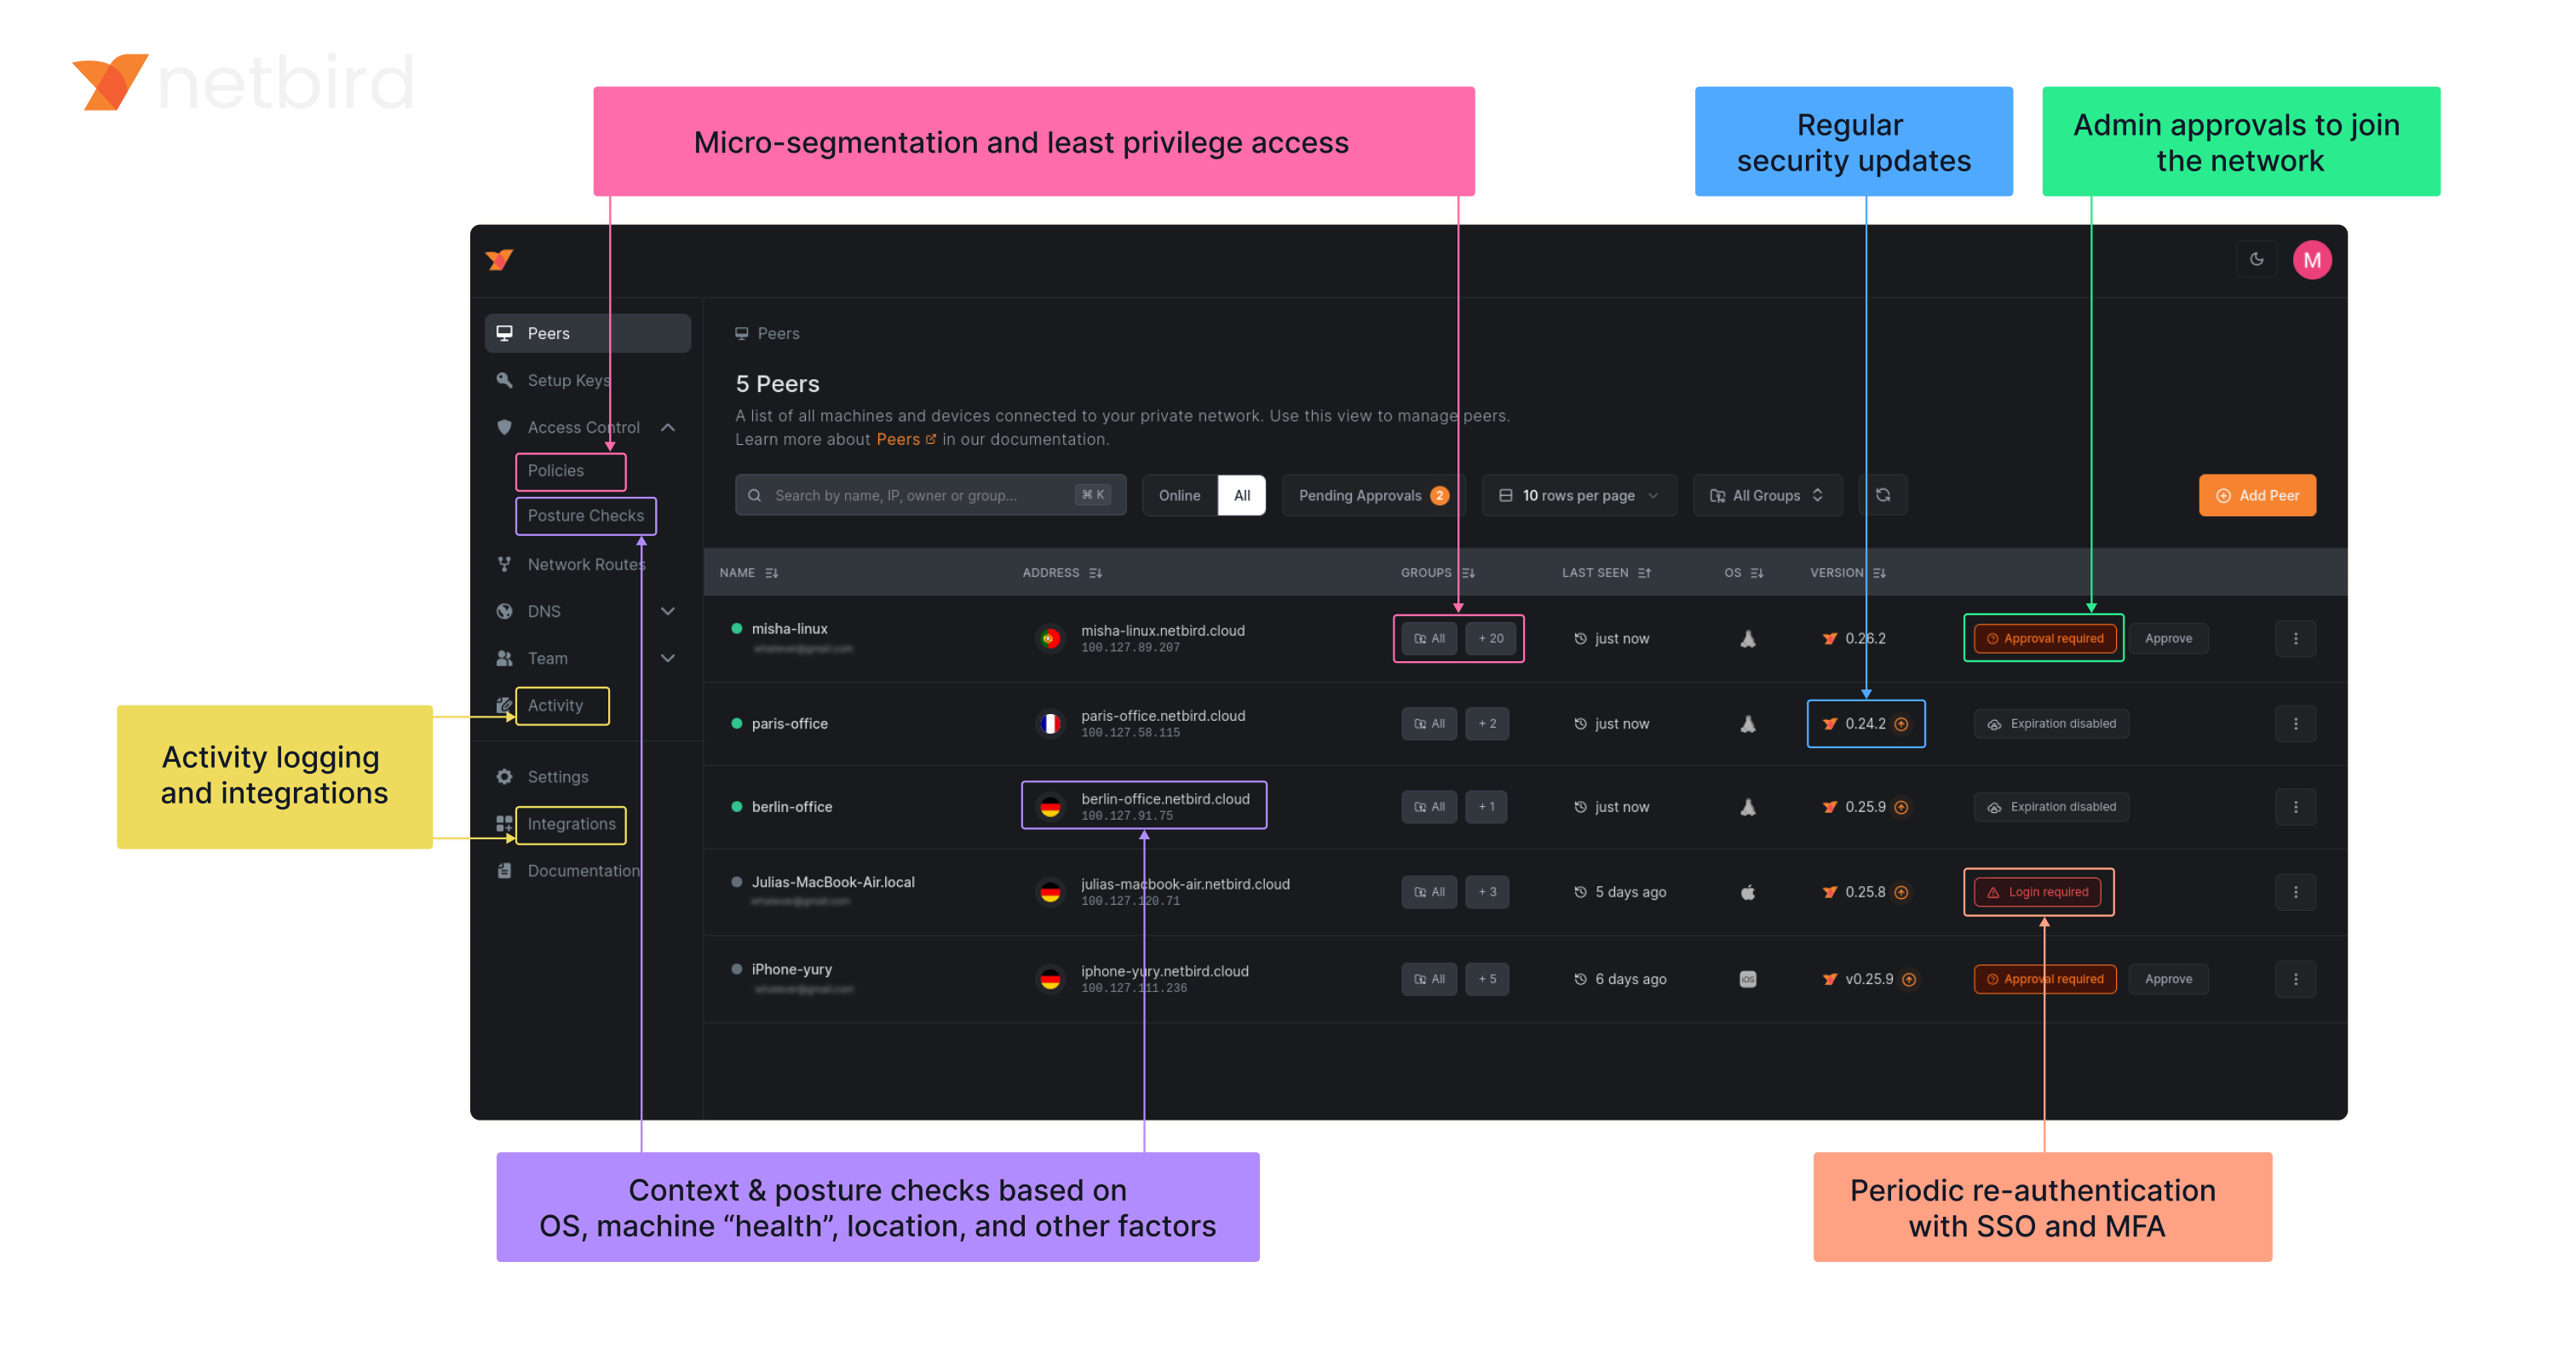 netbird
Micro-segmentation and least privilege access
Regular
security updates
Admin approvals to join
the network
M
Peers
Setup Keys
Access Control
Policies
Posture Checks
Network Routes
DNS
Team
Activity
Settings
Integrations
Documentation
Activity logging
and integrations
Peers
5 Peers
A list of all machines and devices connected to your private network. Use this view to manage peers.
Learn more about Peers in our documentation.
Search by name, IP, owner or group... ⌘ K
Online All Pending Approvals 2 10 rows per page All Groups Add Peer
NAME ADDRESS GROUPS LAST SEEN OS VERSION
misha-linux misha-linux.netbird.cloud 100.127.89.207 All + 20 just now 0.26.2 Approval required Approve
paris-office paris-office.netbird.cloud 100.127.58.115 All + 2 just now 0.24.2 Expiration disabled
berlin-office berlin-office.netbird.cloud 100.127.91.75 All + 1 just now 0.25.9 Expiration disabled
Julias-MacBook-Air.local julias-macbook-air.netbird.cloud 100.127.120.71 All + 3 5 days ago 0.25.8 Login required
iPhone-yury iphone-yury.netbird.cloud 100.127.111.236 All + 5 6 days ago iOS v0.25.9 Approval required Approve
Context & posture checks based on
OS, machine “health”, location, and other factors
Periodic re-authentication
with SSO and MFA